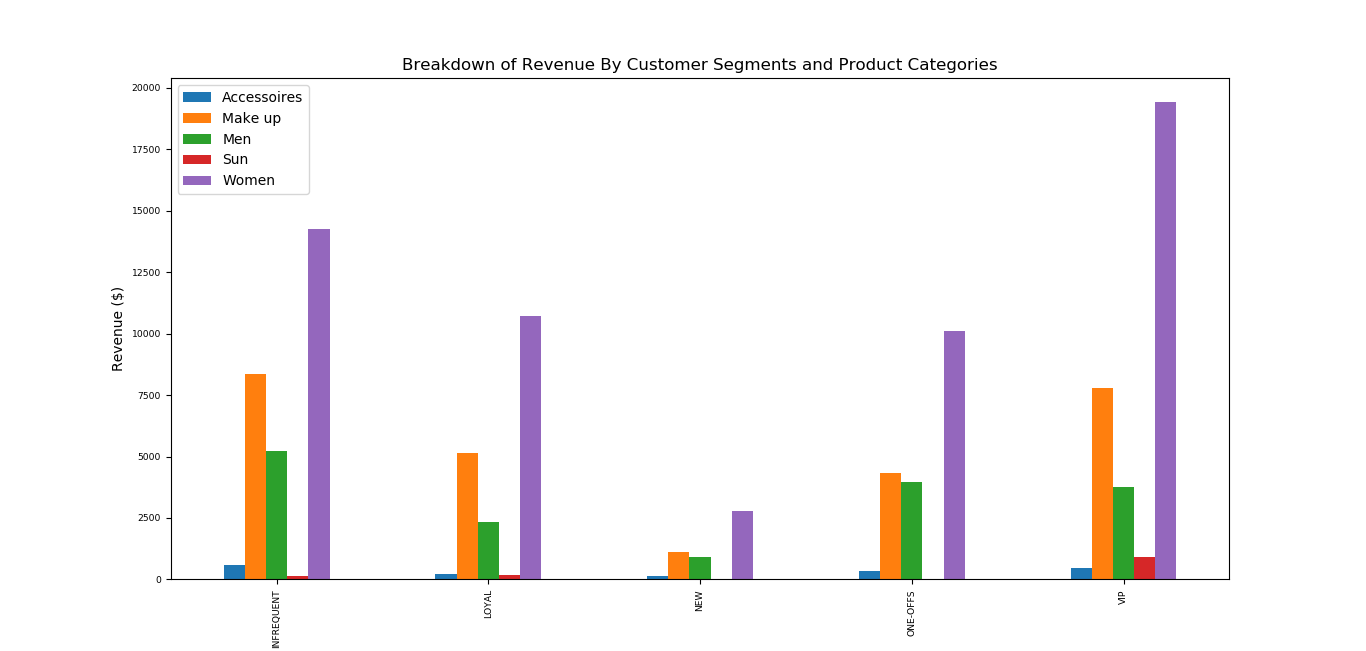 Breakdown of Revenue By Customer Segments and Product Categories
20000
17500
15000
12500
10000
7500
5000
2500
0
Revenue ($)
Accessoires
Make up
Men
Sun
Women
INFREQUENT
LOYAL
NEW
ONE-OFFS
VIP